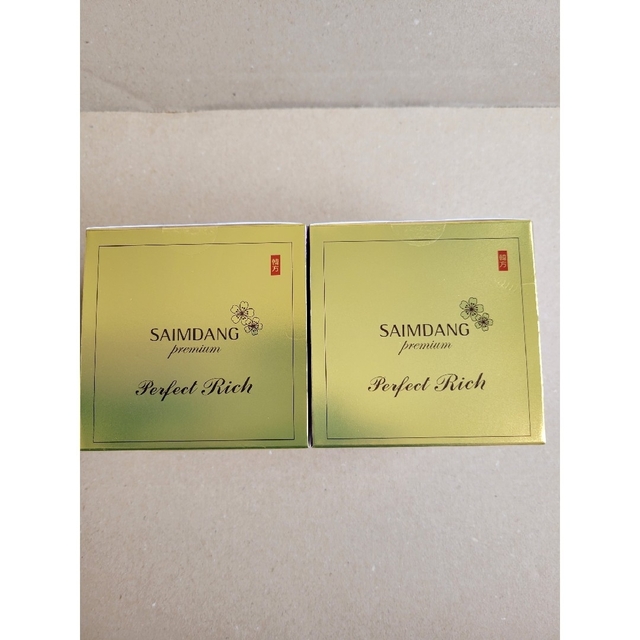 韓方
SAIMDANG
premium
Perfect Rich
韓方
SAIMDANG
premium
Perfect Rich